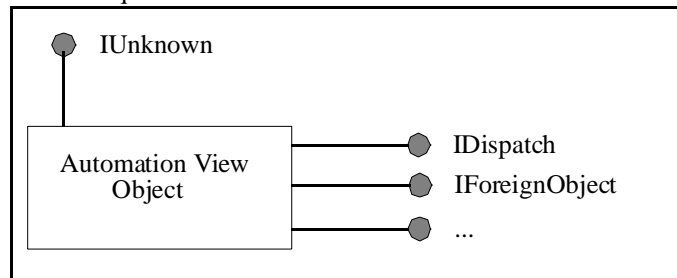 IUnknown
Automation View
Object
IDispatch
IForeignObject
...